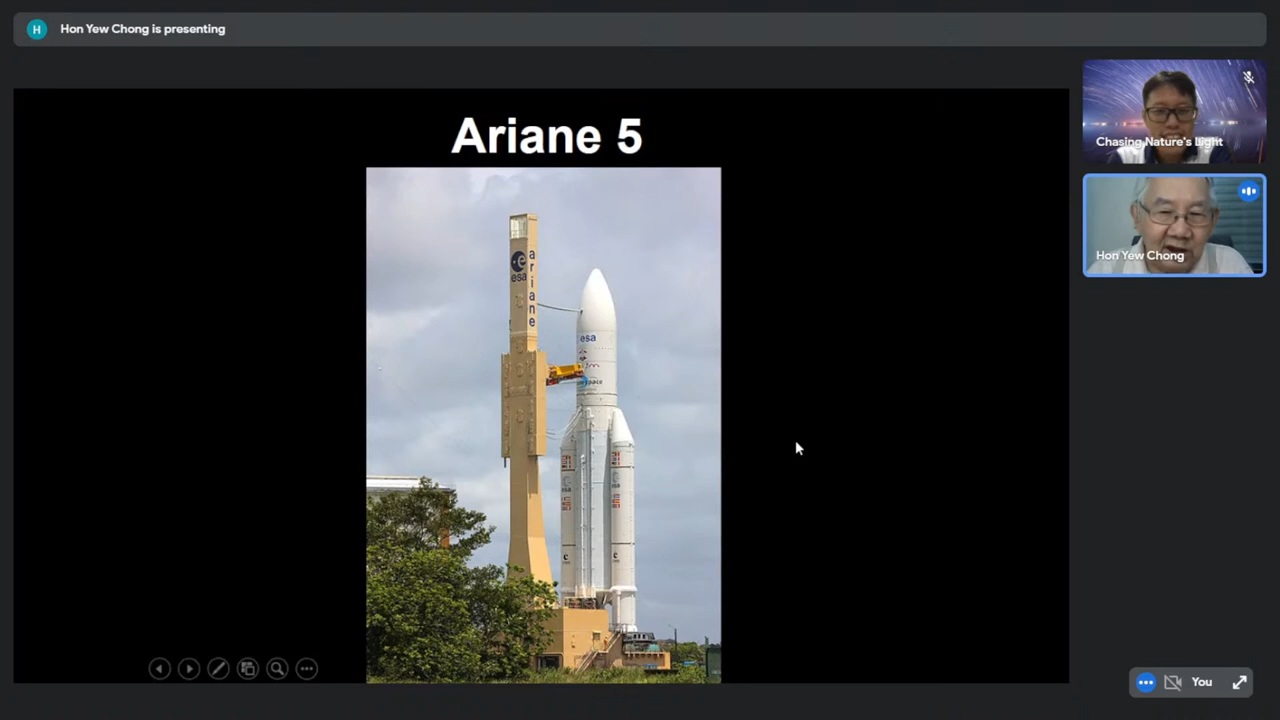 H
Hon Yew Chong is presenting
Ariane 5
esa
ariane
esa
Chasing Nature's Light
Hon Yew Chong
You